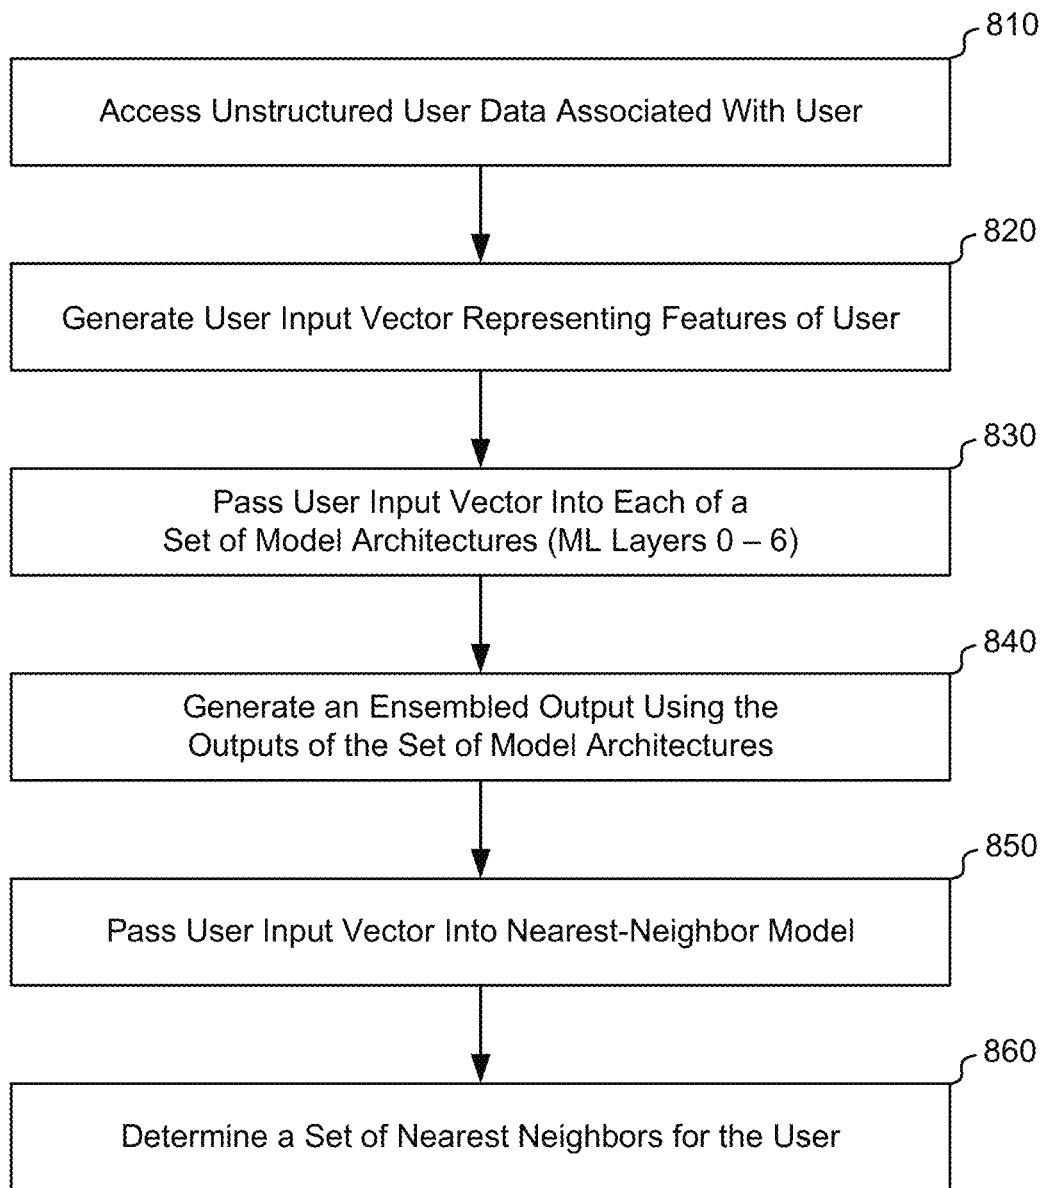 810
Access Unstructured User Data Associated With User
820
Generate User Input Vector Representing Features of User
830
Pass User Input Vector Into Each of a
Set of Model Architectures (ML Layers 0 – 6)
840
Generate an Ensembled Output Using the
Outputs of the Set of Model Architectures
850
Pass User Input Vector Into Nearest-Neighbor Model
860
Determine a Set of Nearest Neighbors for the User